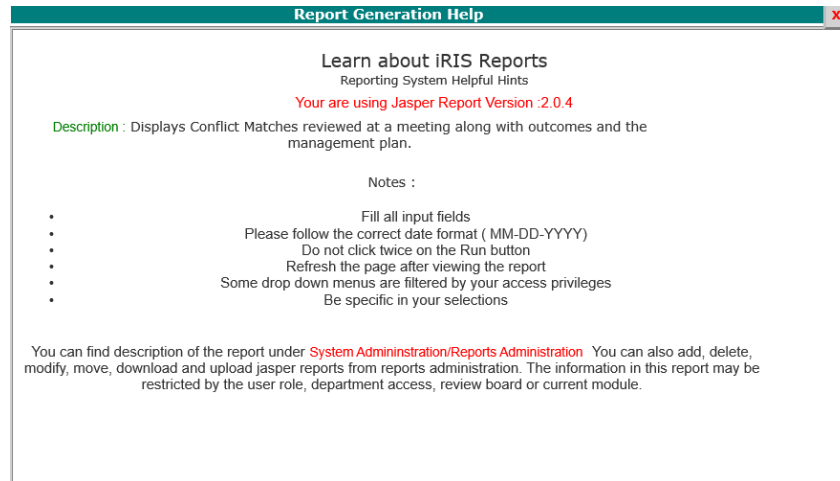 Report Generation Help
x
Learn about iRIS Reports
Reporting System Helpful Hints
Your are using Jasper Report Version :2.0.4
Description : Displays Conflict Matches reviewed at a meeting along with outcomes and the
management plan.
Notes :
• Fill all input fields
• Please follow the correct date format ( MM-DD-YYYY)
• Do not click twice on the Run button
• Refresh the page after viewing the report
• Some drop down menus are filtered by your access privileges
• Be specific in your selections
You can find description of the report under System Admininstration/Reports Administration You can also add, delete,
modify, move, download and upload jasper reports from reports administration. The information in this report may be
restricted by the user role, department access, review board or current module.